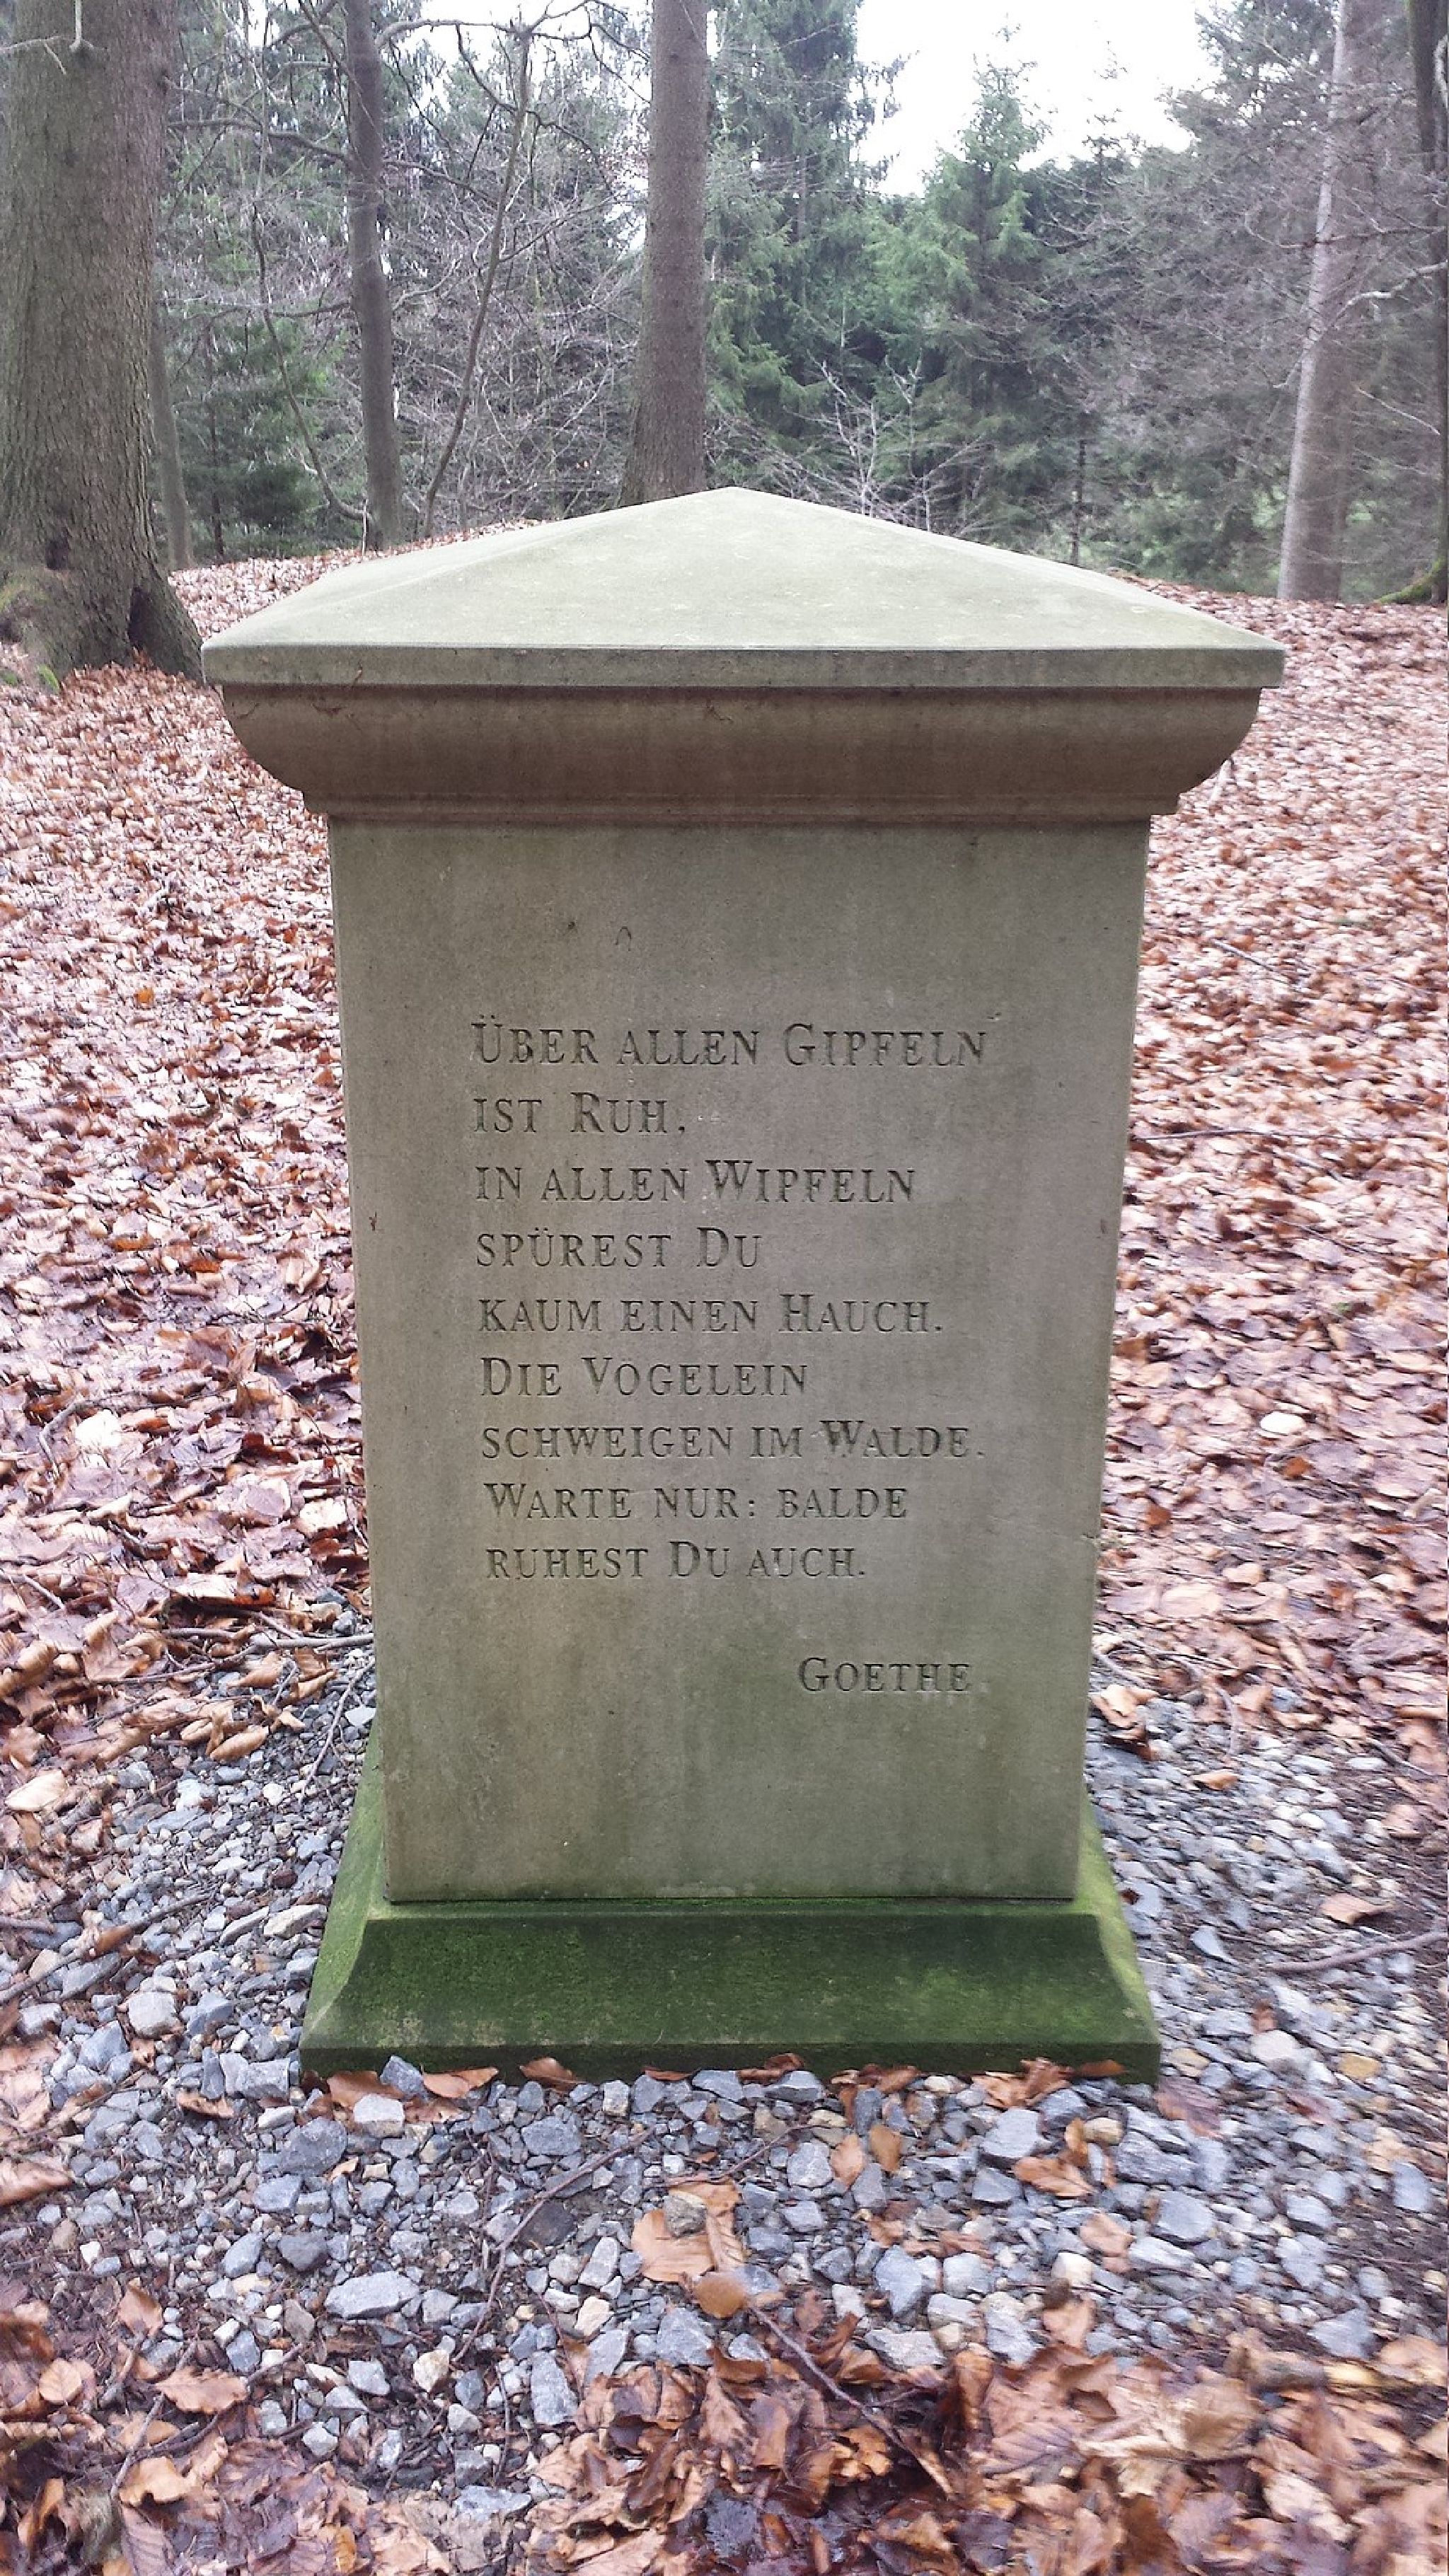 ÜBER ALLEN GIPFELN
IST RUH,
IN ALLEN WIPFELN
SPÜREST DU
KAUM EINEN HAUCH.
DIE VOGELEIN
SCHWEIGEN IM WALDE.
WARTE NUR: BALDE
RUHEST DU AUCH.
GOETHE